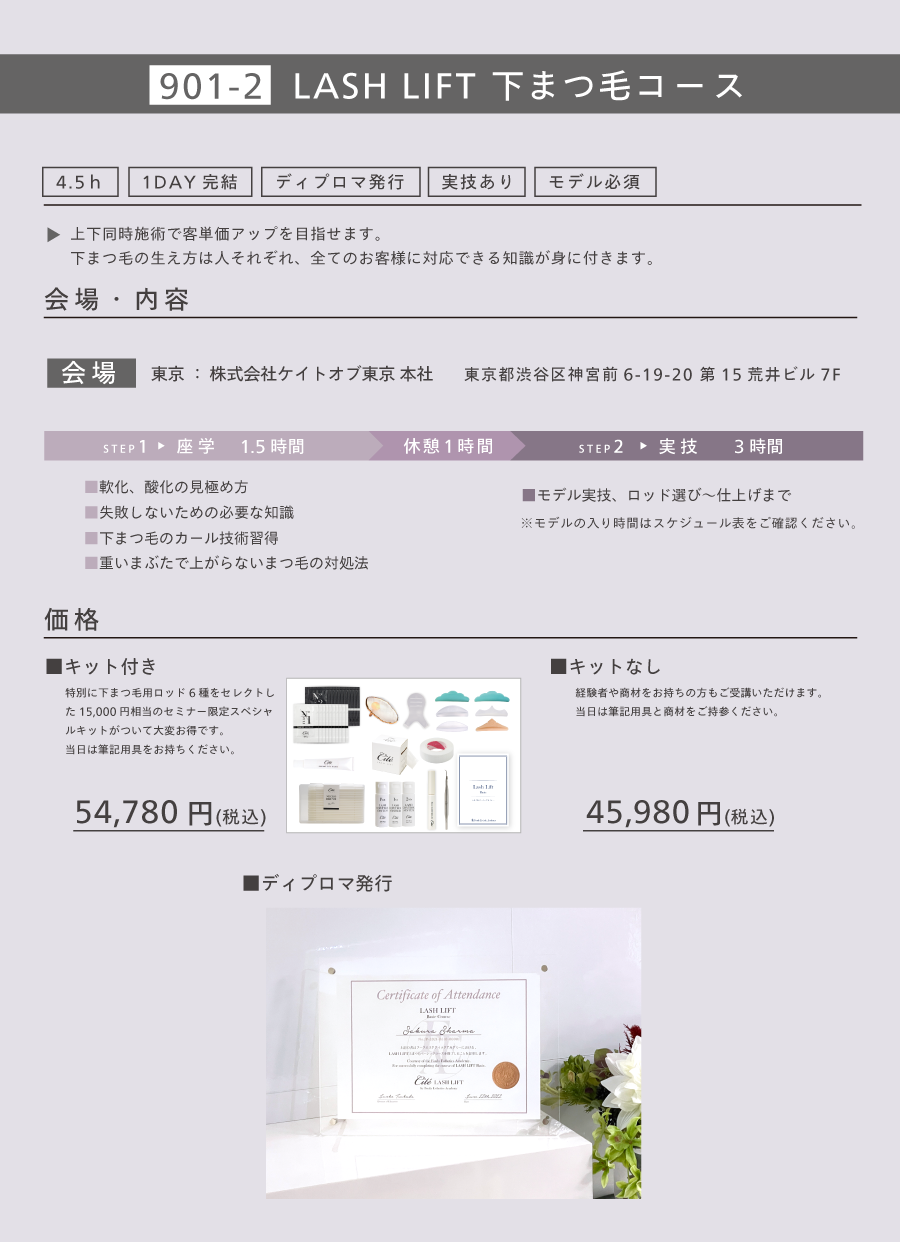 901-2 LASH LIFT 下まつ毛コース
4.5h 1DAY 完結 ディプロマ発行 実技あり モデル必須
▶ 上下同時施術で客単価アップを目指せます。
下まつ毛の生え方は人それぞれ、全てのお客様に対応できる知識が身に付きます。
会場・内容
会場 東京 ： 株式会社ケイトオブ東京 本社 東京都渋谷区神宮前 6-19-20 第 15 荒井ビル 7F
STEP1 ▶ 座学 1.5 時間 休憩 1 時間 STEP2 ▶ 実技 3 時間
■軟化、酸化の見極め方
■失敗しないための必要な知識
■下まつ毛のカール技術習得
■重いまぶたで上がらないまつ毛の対処法
■モデル実技、ロッド選び～仕上げまで
※モデルの入り時間はスケジュール表をご確認ください。
価格
■キット付き
特別に下まつ毛用ロッド 6 種をセレクトし
た 15,000 円相当のセミナー限定スペシャ
ルキットがついて大変お得です。
当日は筆記用具をお持ちください。
54,780 円(税込)
Cilé
Lash Lift
■キットなし
経験者や商材をお持ちの方もご受講いただけます。
当日は筆記用具と商材をご持参ください。
45,980 円(税込)
■ディプロマ発行
Certificate of Attendance
LASH LIFT
Basic Course
Sakura Sharma
Cilé LASH LIFT
June 20th 2022